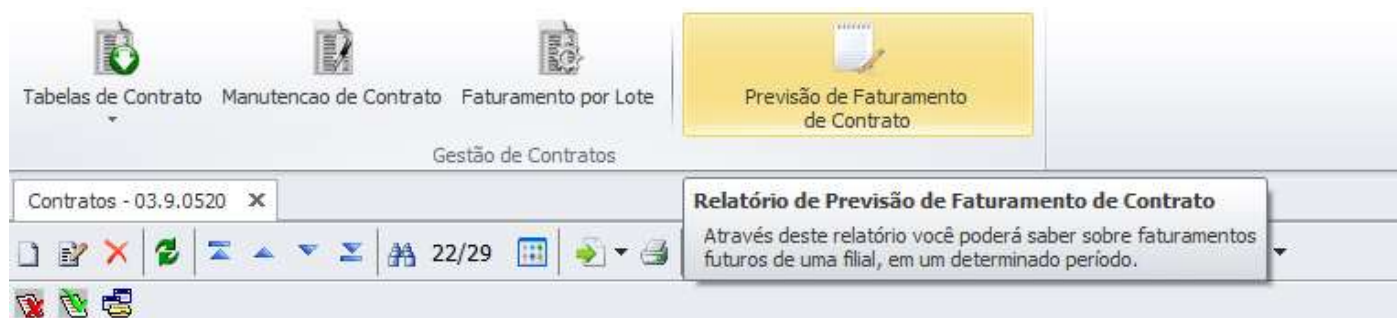 Tabelas de Contrato Manutencao de Contrato Faturamento por Lote Previsão de Faturamento
de Contrato
Gestão de Contratos
Contratos - 03.9.0520
Relatório de Previsão de Faturamento de Contrato
Através deste relatório você poderá saber sobre faturamentos
futuros de uma filial, em um determinado período.
22/29